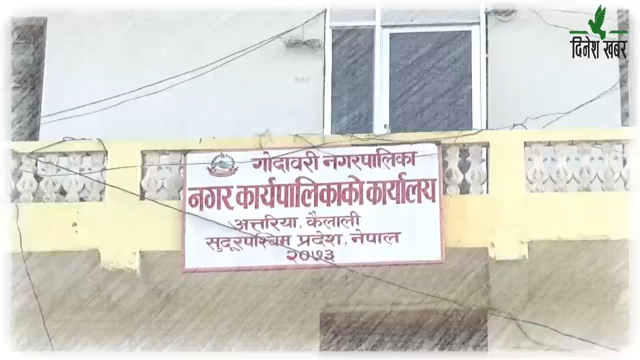 दिनेश खबर
गोदावरी नगरपालिका
नगर कार्यपालिकाको कार्यालय
अत्तरिया, कैलाली
सुदूरपश्चिम प्रदेश, नेपाल
२०७३